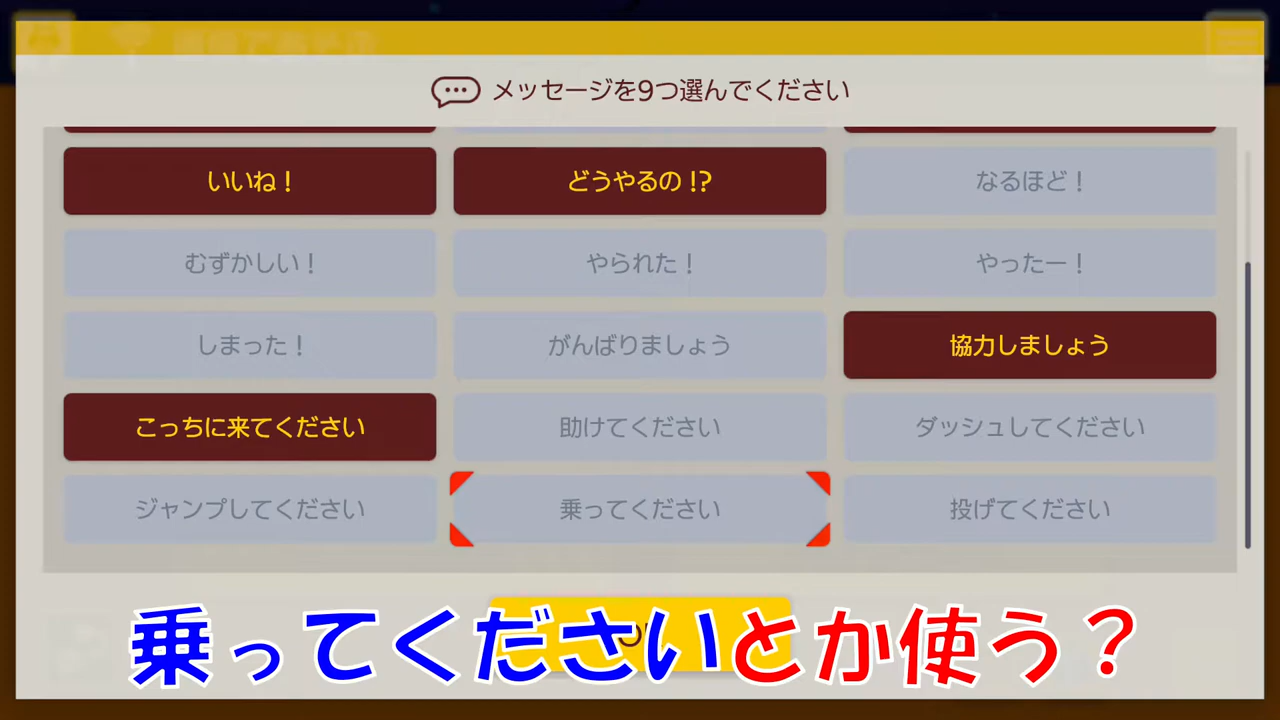 メッセージを9つ選んでください
いいね！
どうやるの!?
なるほど！
むずかしい！
やられた！
やったー！
しまった！
がんばりましょう
協力しましょう
こっちに来てください
助けてください
ダッシュしてください
ジャンプしてください
乗ってください
投げてください
乗ってくださいとか使う？